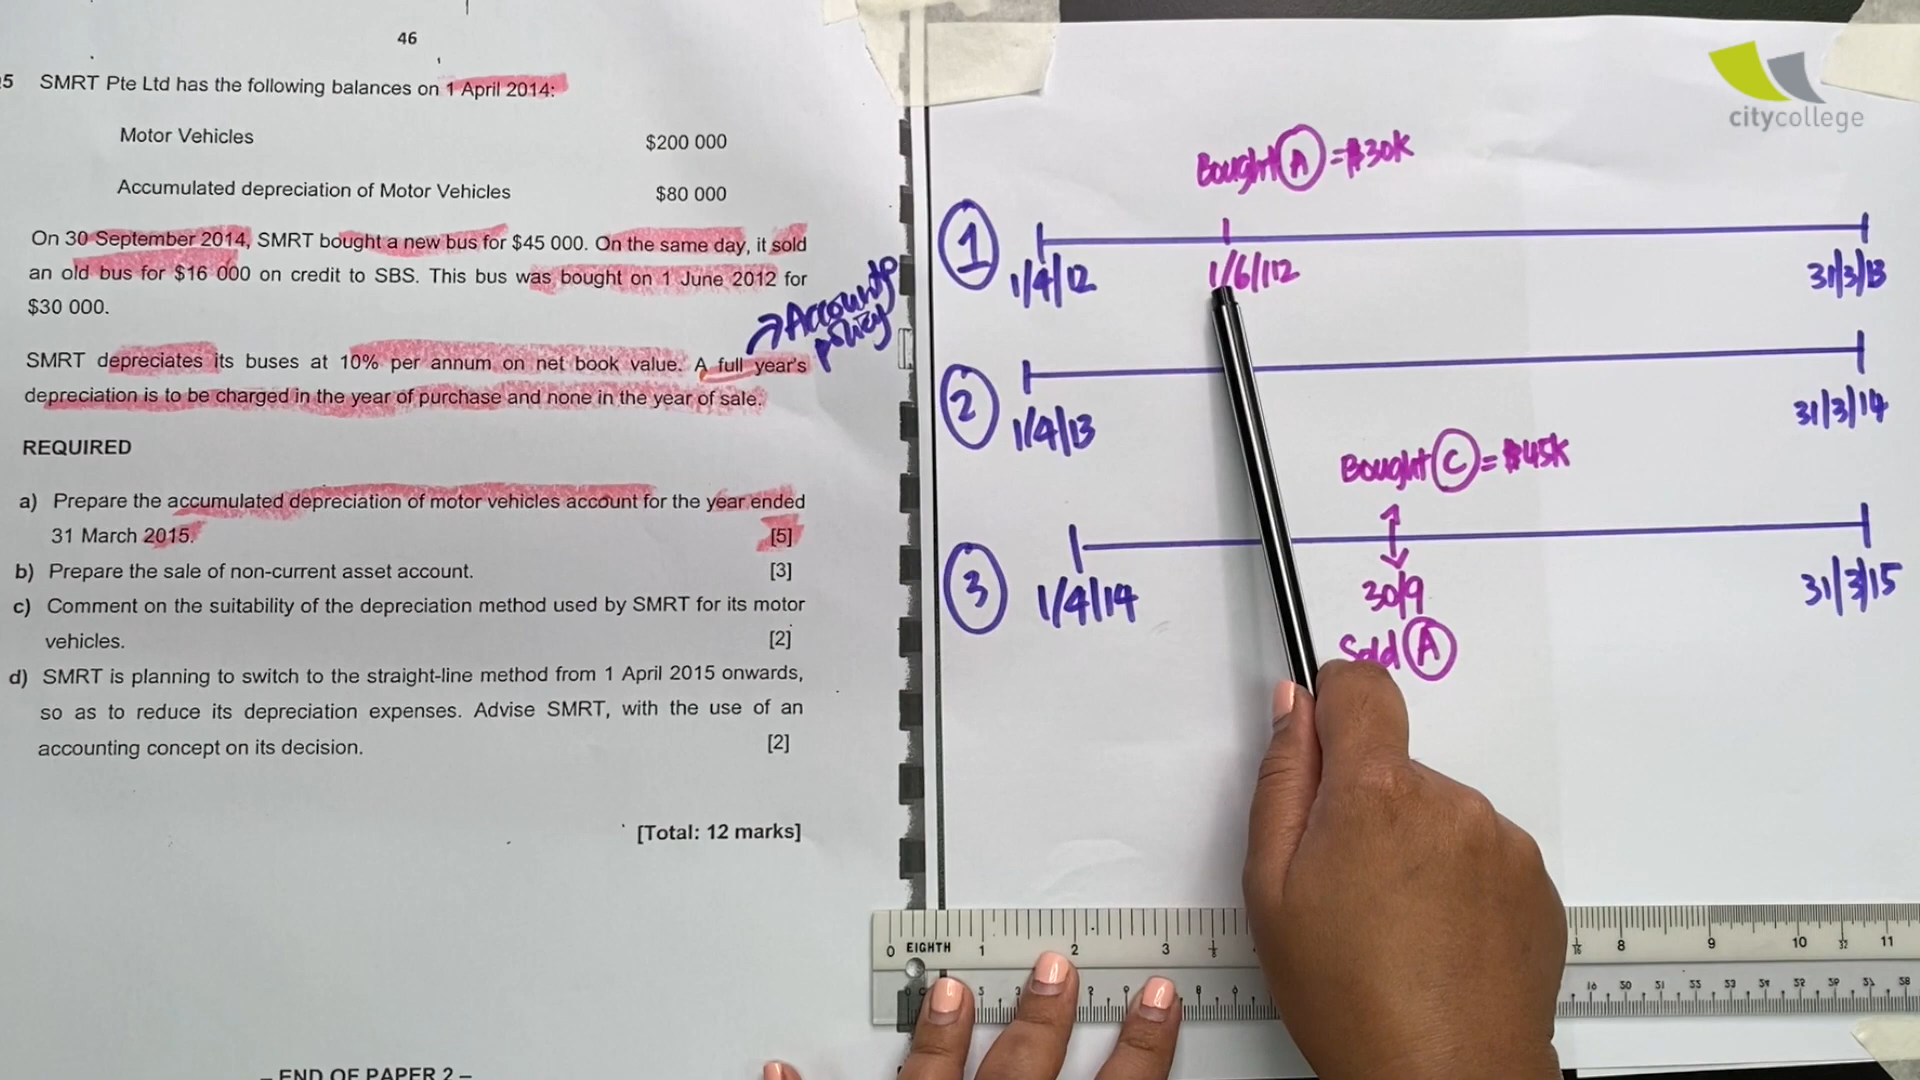 46
5 SMRT Pte Ltd has the following balances on 1 April 2014:
Motor Vehicles $200 000
Accumulated depreciation of Motor Vehicles $80 000
On 30 September 2014, SMRT bought a new bus for $45 000. On the same day, it sold
an old bus for $16 000 on credit to SBS. This bus was bought on 1 June 2012 for
$30 000.
SMRT depreciates its buses at 10% per annum on net book value. A full year's
depreciation is to be charged in the year of purchase and none in the year of sale.
REQUIRED
a) Prepare the accumulated depreciation of motor vehicles account for the year ended
31 March 2015. [5]
b) Prepare the sale of non-current asset account. [3]
c) Comment on the suitability of the depreciation method used by SMRT for its motor
vehicles. [2]
d) SMRT is planning to switch to the straight-line method from 1 April 2015 onwards,
so as to reduce its depreciation expenses. Advise SMRT, with the use of an
accounting concept on its decision. [2]
[Total: 12 marks]
– END OF PAPER 2 –
policy
citycollege
Bought A = $30K
1
1/4/12 1/6/112 31/3/13
2
1/4/13 31/3/14
Bought C = $45K
3
1/4/14 30/9 31/3/15
Sold A
0 EIGHTH 1 2 3 8 9 10 11